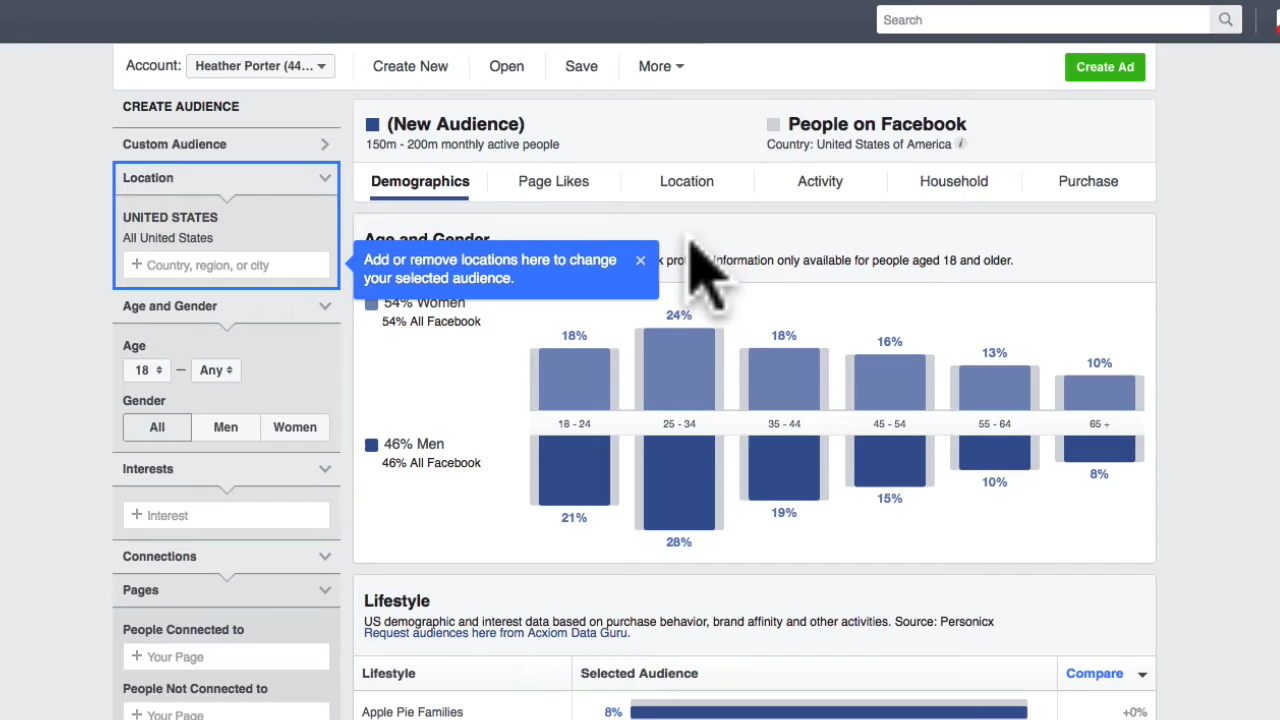 Search
Account: Heather Porter (44... Create New Open Save More Create Ad
CREATE AUDIENCE
Custom Audience
Location
UNITED STATES
All United States
+ Country, region, or city
Age and Gender
Age
18 – Any
Gender
All Men Women
Interests
+ Interest
Connections
Pages
People Connected to
+ Your Page
People Not Connected to
+ Your Page
(New Audience)
150m - 200m monthly active people
People on Facebook
Country: United States of America i
Demographics Page Likes Location Activity Household Purchase
Age and Gender
information only available for people aged 18 and older.
Add or remove locations here to change
your selected audience.
54% Women
54% All Facebook
18% 24% 18% 16% 13% 10%
18 - 24 25 - 34 35 - 44 45 - 54 55 - 64 65 +
46% Men
46% All Facebook
21% 28% 19% 15% 10% 8%
Lifestyle
US demographic and interest data based on purchase behavior, brand affinity and other activities. Source: Personicx
Request audiences here from Acxiom Data Guru.
Lifestyle Selected Audience Compare
Apple Pie Families 8% +0%